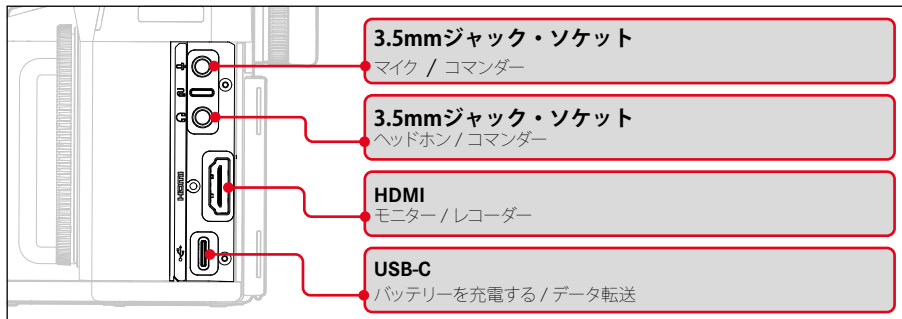 3.5mmジャック・ソケット
マイク / コマンダー
3.5mmジャック・ソケット
ヘッドホン / コマンダー
HDMI
HDMI
モニター / レコーダー
USB-C
バッテリーを充電する / データ転送